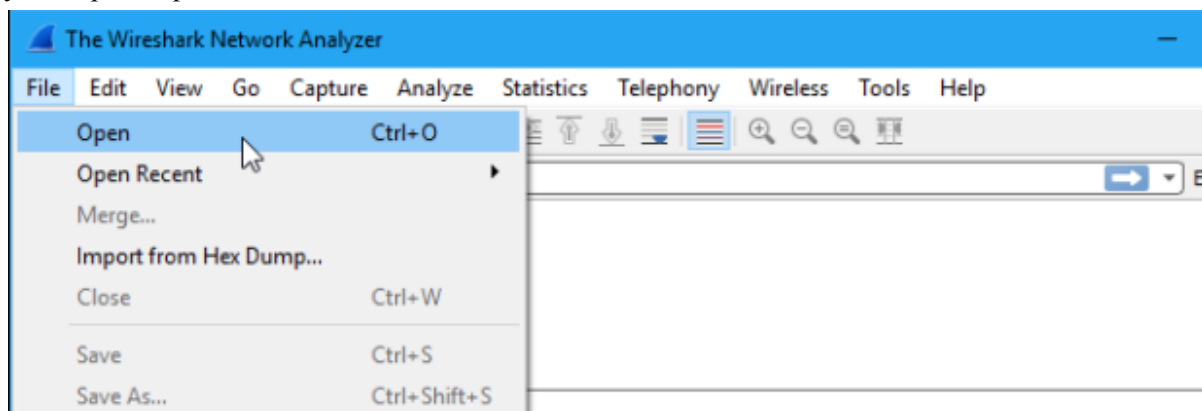 The Wireshark Network Analyzer
File Edit View Go Capture Analyze Statistics Telephony Wireless Tools Help
Open Ctrl+O
Open Recent
Merge...
Import from Hex Dump...
Close Ctrl+W
Save Ctrl+S
Save As... Ctrl+Shift+S